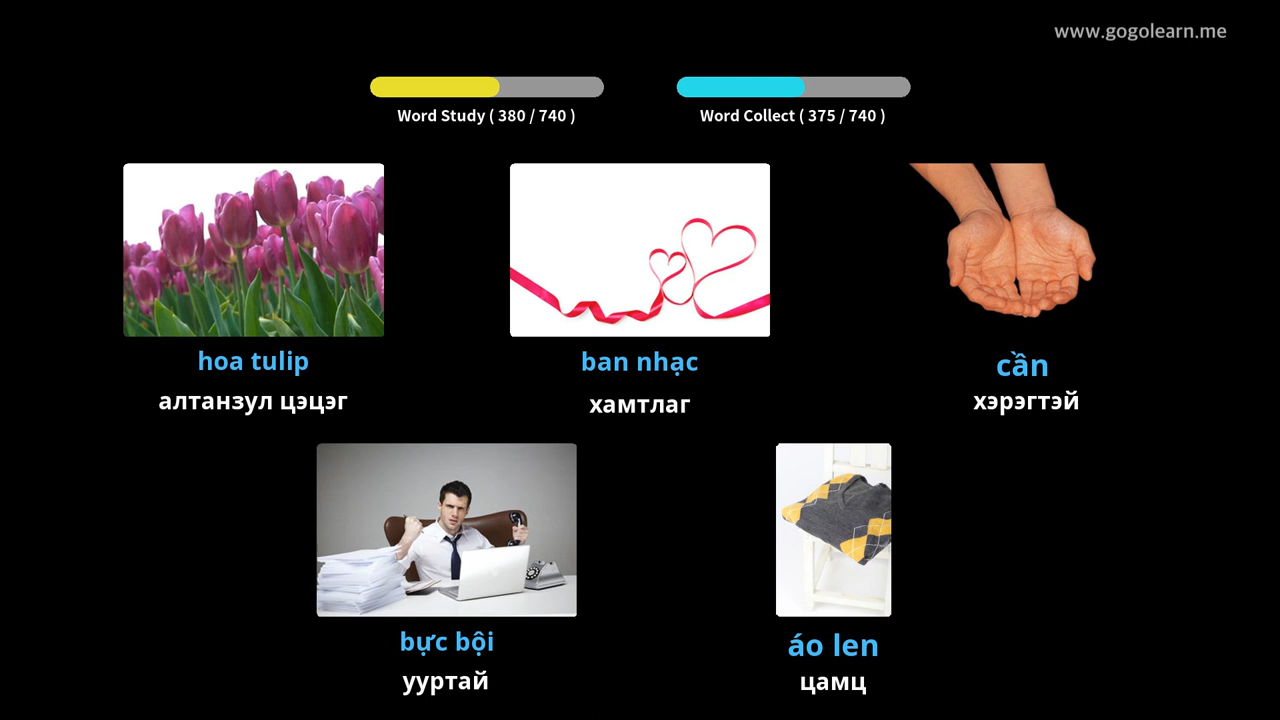 www.gogolearn.me
Word Study ( 380 / 740 )
Word Collect ( 375 / 740 )
hoa tulip
алтанзул цэцэг
ban nhạc
хамтлаг
cần
хэрэгтэй
bực bội
ууртай
áo len
цамц